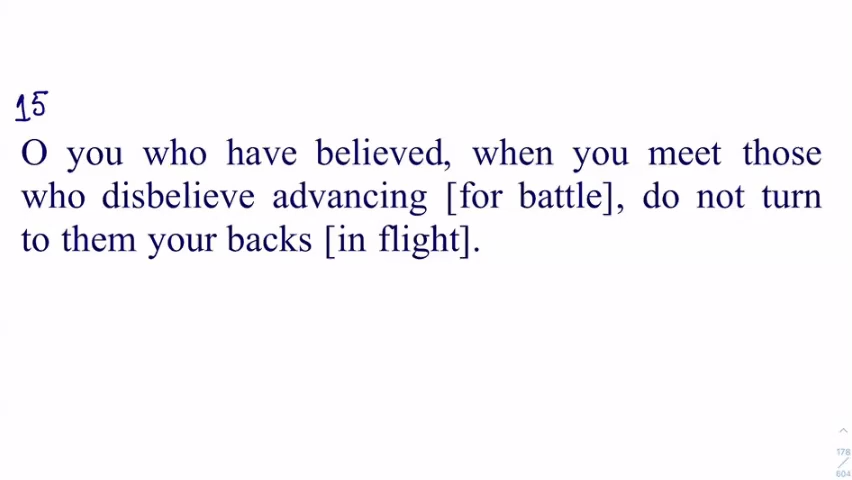 15
O you who have believed, when you meet those
who disbelieve advancing [for battle], do not turn
to them your backs [in flight].
178
/
604